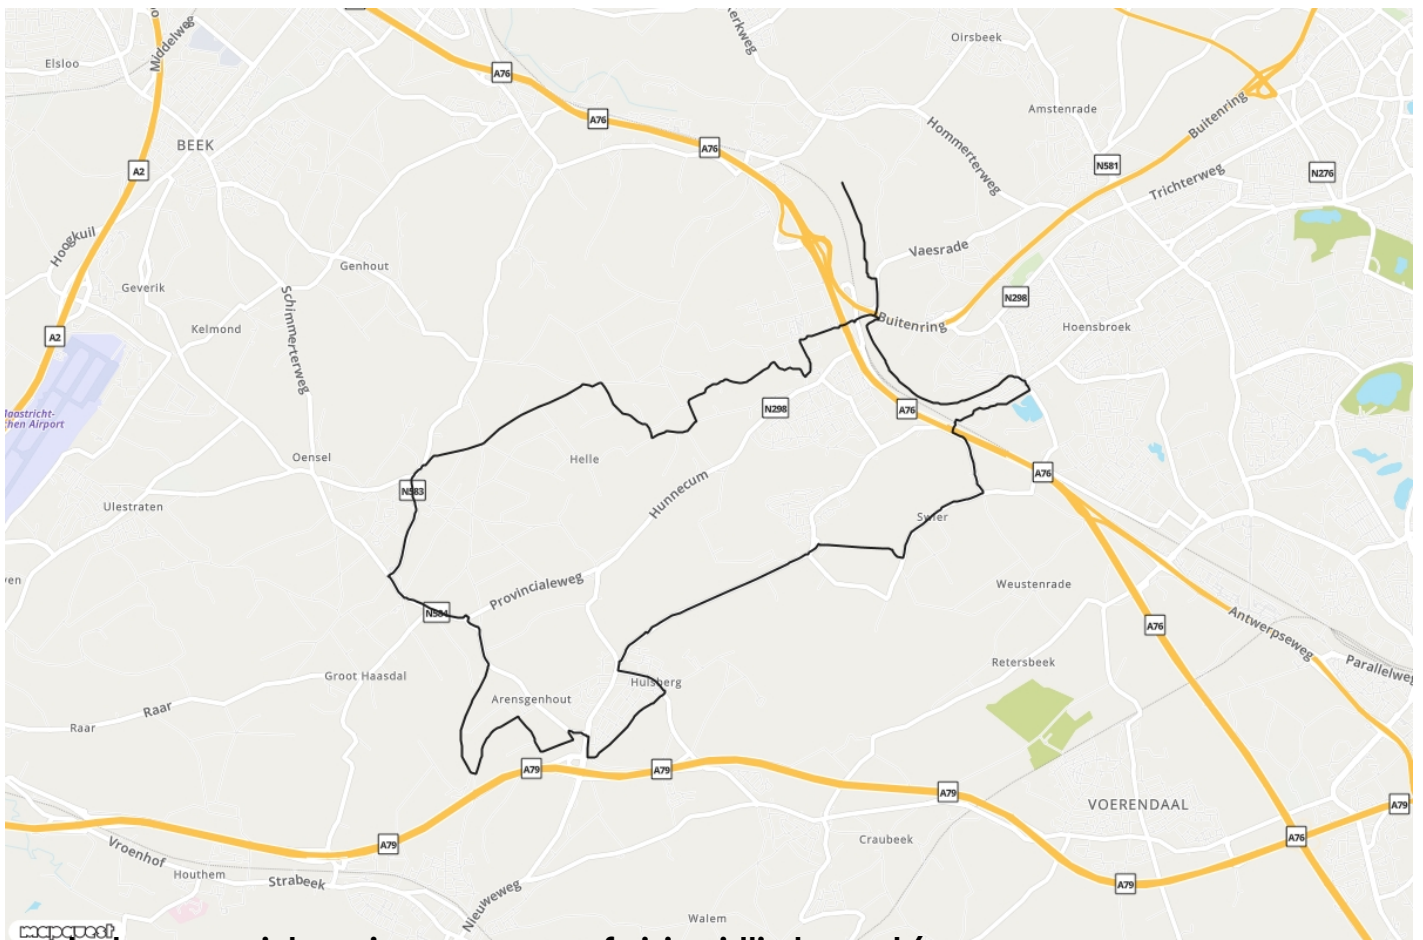 Elsloo
Middelweg
A76
Kerkweg
Oirsbeek
A76
Amstenrade
Buitenring
A76
Hommerterweg
BEEK
A2
N581
Trichterweg
N276
Hoogkuil
Vaesrade
Genhout
Geverik
Schimmerterweg
N298
Kelmond
Buitenring
Hoensbroek
A2
N298
A76
Oensel
Helle
A76
N583
Hunnecum
Ulestraten
Swier
Provincialeweg
Weustenrade
N584
A76
Antwerpseweg
Retersbeek
Parallelweg
Groot Haasdal
Hulsberg
Arensgenhout
Raar
Raar
A79
A79
A79
VOERENDAAL
A79
A79
Craubeek
A76
Vroenhof
Houthem
Strabeek
A79
Nieuweweg
Walem
mapquest